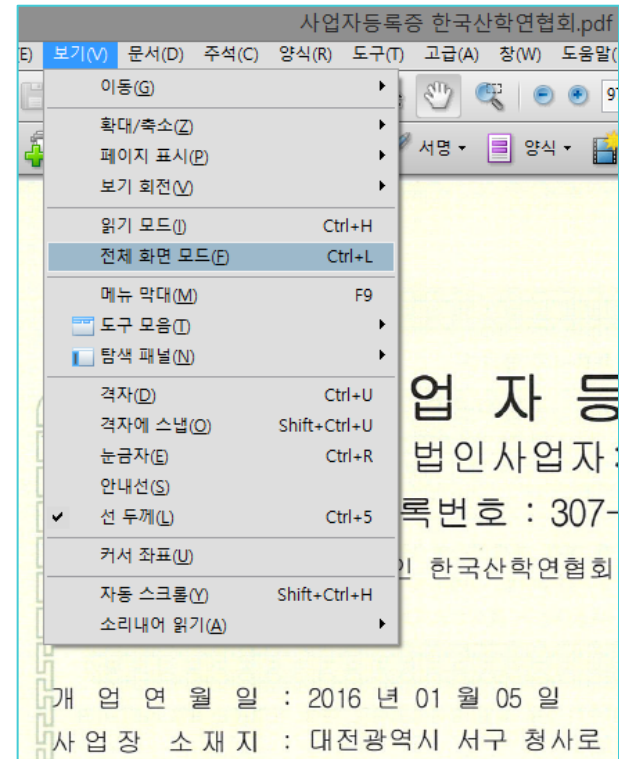 사업자등록증 한국산학연협회.pdf
E) 보기(V) 문서(D) 주석(C) 양식(R) 도구(T) 고급(A) 창(W) 도움말(
이동(G)
확대/축소(Z)
페이지 표시(P)
보기 회전(V)
읽기 모드(I) Ctrl+H
전체 화면 모드(F) Ctrl+L
메뉴 막대(M) F9
도구 모음(T)
탐색 패널(N)
격자(D) Ctrl+U
격자에 스냅(O) Shift+Ctrl+U
눈금자(E) Ctrl+R
안내선(S)
선 두께(L) Ctrl+5
커서 좌표(U)
자동 스크롤(Y) Shift+Ctrl+H
소리내어 읽기(A)
서명 양식
업 자 등
법인사업자:
록번호 : 307-
한국산학연협회
개 업 연 월 일 : 2016 년 01 월 05 일
사업장 소재지 : 대전광역시 서구 청사로